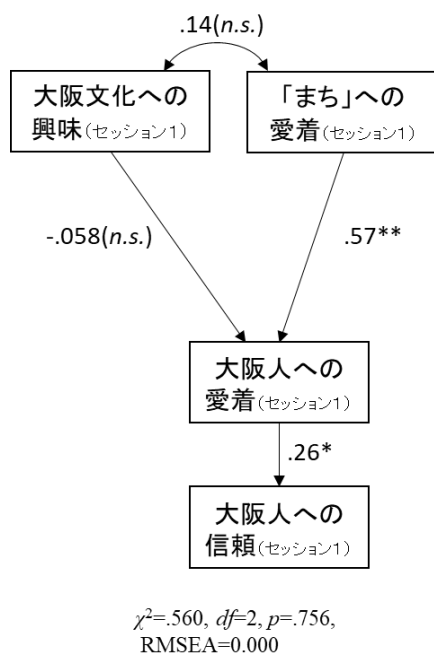 .14(n.s.)
大阪文化への
興味(セッション1)
「まち」への
愛着(セッション1)
-.058(n.s.)
.57**
大阪人への
愛着(セッション1)
.26*
大阪人への
信頼(セッション1)
χ²=.560, df=2, p=.756,
RMSEA=0.000